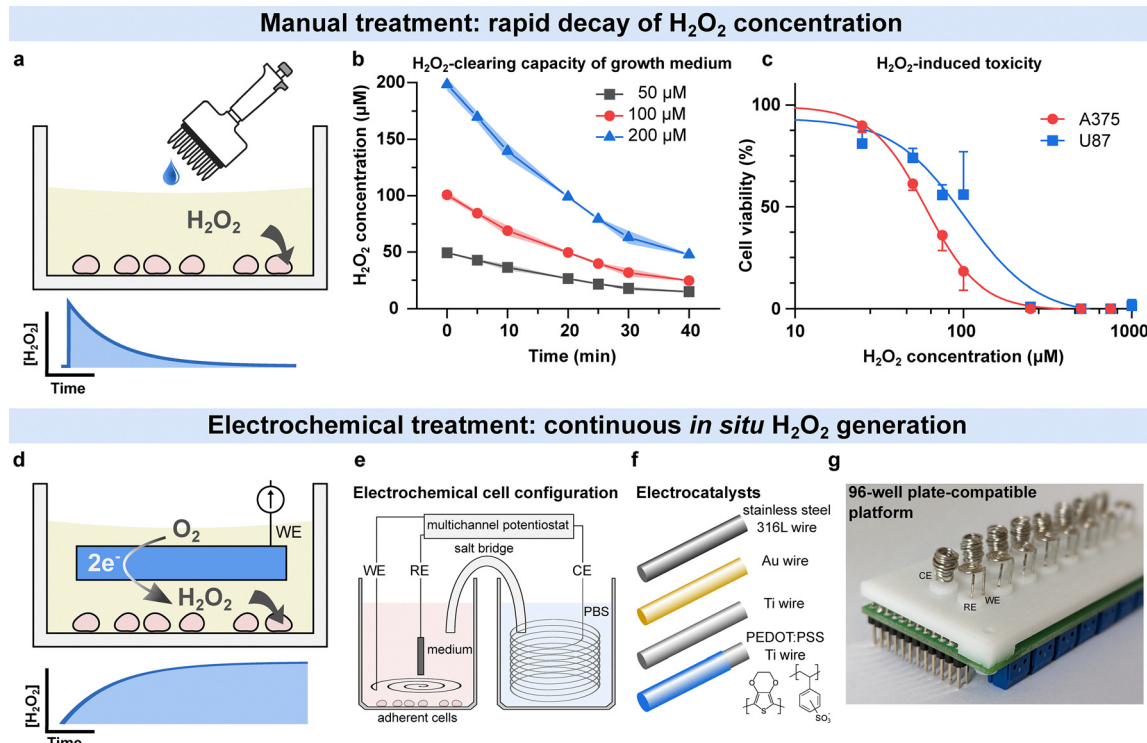 Manual treatment: rapid decay of H₂O₂ concentration
a
H₂O₂
[H₂O₂]
Time
b
H₂O₂-clearing capacity of growth medium
50 µM
100 µM
200 µM
H₂O₂ concentration (µM)
200
150
100
50
0
0 10 20 30 40
Time (min)
c
H₂O₂-induced toxicity
A375
U87
Cell viability (%)
100
50
0
10 100 1000
H₂O₂ concentration (µM)
Electrochemical treatment: continuous in situ H₂O₂ generation
d
WE
O₂
2e⁻
H₂O₂
[H₂O₂]
Time
e
Electrochemical cell configuration
multichannel potentiostat
salt bridge
WE RE CE
PBS
medium
adherent cells
f
Electrocatalysts
stainless steel
316L wire
Au wire
Ti wire
PEDOT:PSS
Ti wire
O O
S
SO₃⁻
g
96-well plate-compatible
platform
CE
RE
WE